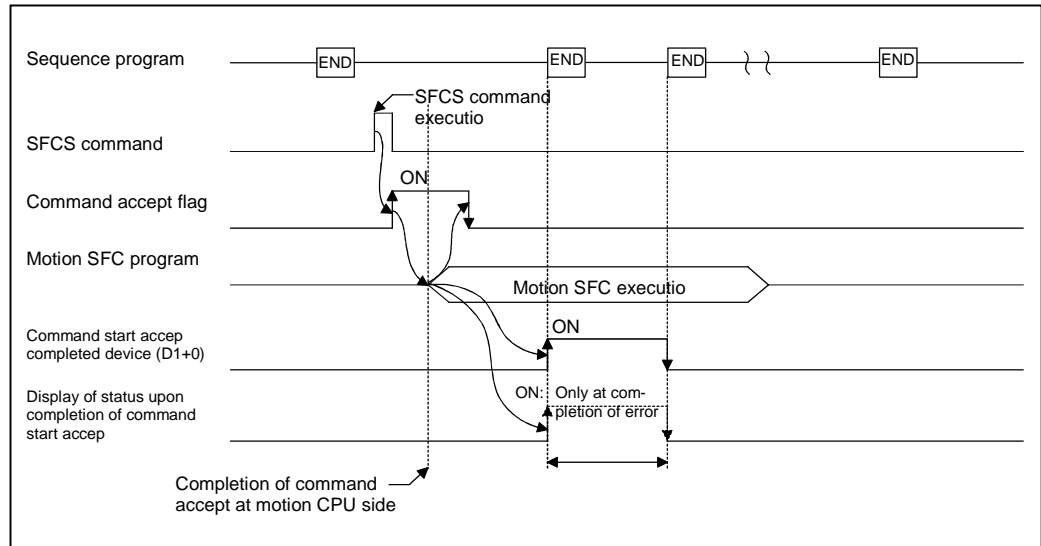 Sequence program
END
END
END
END
SFCS command
executio
SFCS command
ON
Command accept flag
Motion SFC program
Motion SFC executio
Command start accep
completed device (D1+0)
ON
Display of status upon
completion of command
start accep
ON: Only at com-
pletion of error
Completion of command
accept at motion CPU side